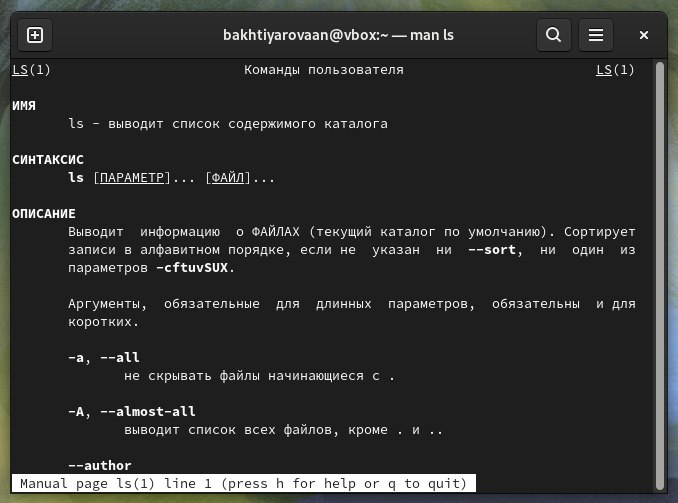 bakhtiyarovaan@vbox:~ — man ls
LS(1) Команды пользователя LS(1)
ИМЯ
ls - выводит список содержимого каталога
СИНТАКСИС
ls [ПАРАМЕТР]... [ФАЙЛ]...
ОПИСАНИЕ
Выводит информацию о ФАЙЛАХ (текущий каталог по умолчанию). Сортирует
записи в алфавитном порядке, если не указан ни --sort, ни один из
параметров -cftuvSUX.
Аргументы, обязательные для длинных параметров, обязательны и для
коротких.
-a, --all
не скрывать файлы начинающиеся с .
-A, --almost-all
выводит список всех файлов, кроме . и ..
--author
Manual page ls(1) line 1 (press h for help or q to quit)